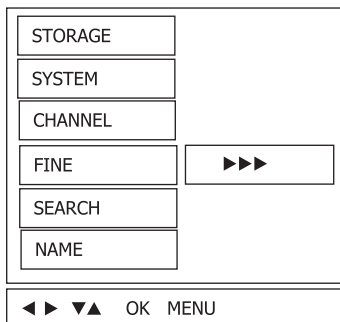 STORAGE
SYSTEM
CHANNEL
FINE ▶▶▶
SEARCH
NAME
◀ ▶ ▼▲ OK MENU